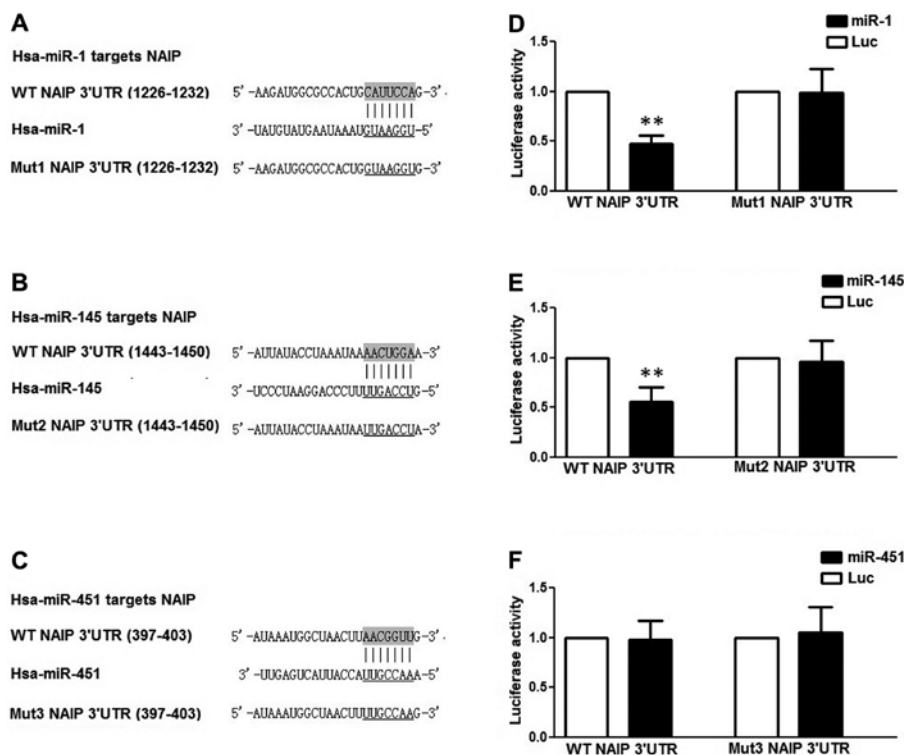 A
Hsa-miR-1 targets NAIP
WT NAIP 3'UTR (1226-1232) 5' -AAGAUGGCGCCACUGCAUUCCAG-3'
Hsa-miR-1 3' -UAUGUAUGAAUAAAUGUAAGGU-5'
Mut1 NAIP 3'UTR (1226-1232) 5' -AAGAUGGCGCCACUGGUAAGGUG-3'
D
miR-1
Luc
Luciferase activity
1.5
1.0
0.5
0.0
**
WT NAIP 3'UTR
Mut1 NAIP 3'UTR
B
Hsa-miR-145 targets NAIP
WT NAIP 3'UTR (1443-1450) 5' -AUUAUACCUAAAUAAAACUGGAA-3'
Hsa-miR-145 3' -UCCCUAAGGACCCUUUUGACCUG-5'
Mut2 NAIP 3'UTR (1443-1450) 5' -AUUAUACCUAAAUAAUUGACCUA-3'
E
miR-145
Luc
Luciferase activity
1.5
1.0
0.5
0.0
**
WT NAIP 3'UTR
Mut2 NAIP 3'UTR
C
Hsa-miR-451 targets NAIP
WT NAIP 3'UTR (397-403) 5' -AUAAAUGGCUAACUUAACGGUUG-3'
Hsa-miR-451 3' -UUGAGUCAUUACCAUUGCCAAA-5'
Mut3 NAIP 3'UTR (397-403) 5' -AUAAAUGGCUAACUUUUGCCAAG-3'
F
miR-451
Luc
Luciferase activity
1.5
1.0
0.5
0.0
WT NAIP 3'UTR
Mut3 NAIP 3'UTR